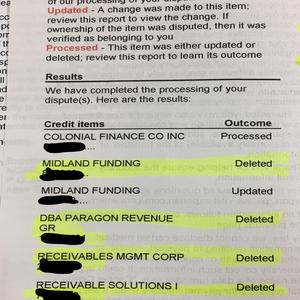 of our processing of your dispute
Updated - A change was made to this item;
review this report to view the change. If
ownership of the item was disputed, then it was
verified as belonging to you
Processed - This item was either updated or
deleted; review this report to learn its outcome
Results
We have completed the processing of your
dispute(s). Here are the results:
Credit items Outcome
COLONIAL FINANCE CO INC Processed
....
MIDLAND FUNDING Deleted
MIDLAND FUNDING Updated
....
DBA PARAGON REVENUE Deleted
GR
RECEIVABLES MGMT CORP Deleted
RECEIVABLE SOLUTIONS I Deleted